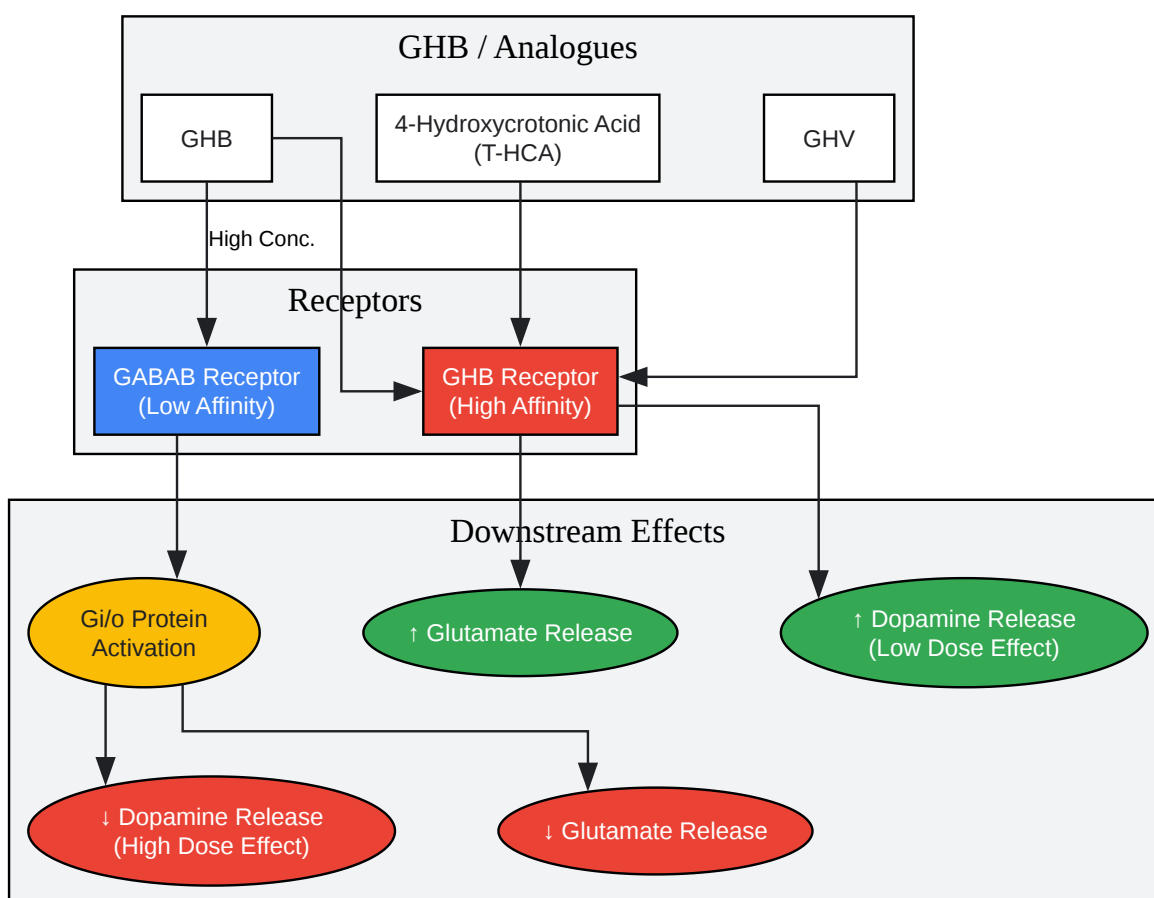 GHB / Analogues
GHB
4-Hydroxycrotonic Acid
(T-HCA)
GHV
High Conc.
Receptors
GABAB Receptor
(Low Affinity)
GHB Receptor
(High Affinity)
Downstream Effects
Gi/o Protein
Activation
↑ Glutamate Release
↑ Dopamine Release
(Low Dose Effect)
↓ Dopamine Release
(High Dose Effect)
↓ Glutamate Release